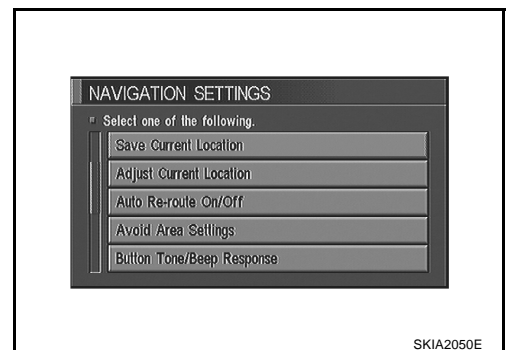 NAVIGATION SETTINGS
Select one of the following.
Save Current Location
Adjust Current Location
Auto Re-route On/Off
Avoid Area Settings
Button Tone/Beep Response
SKIA2050E